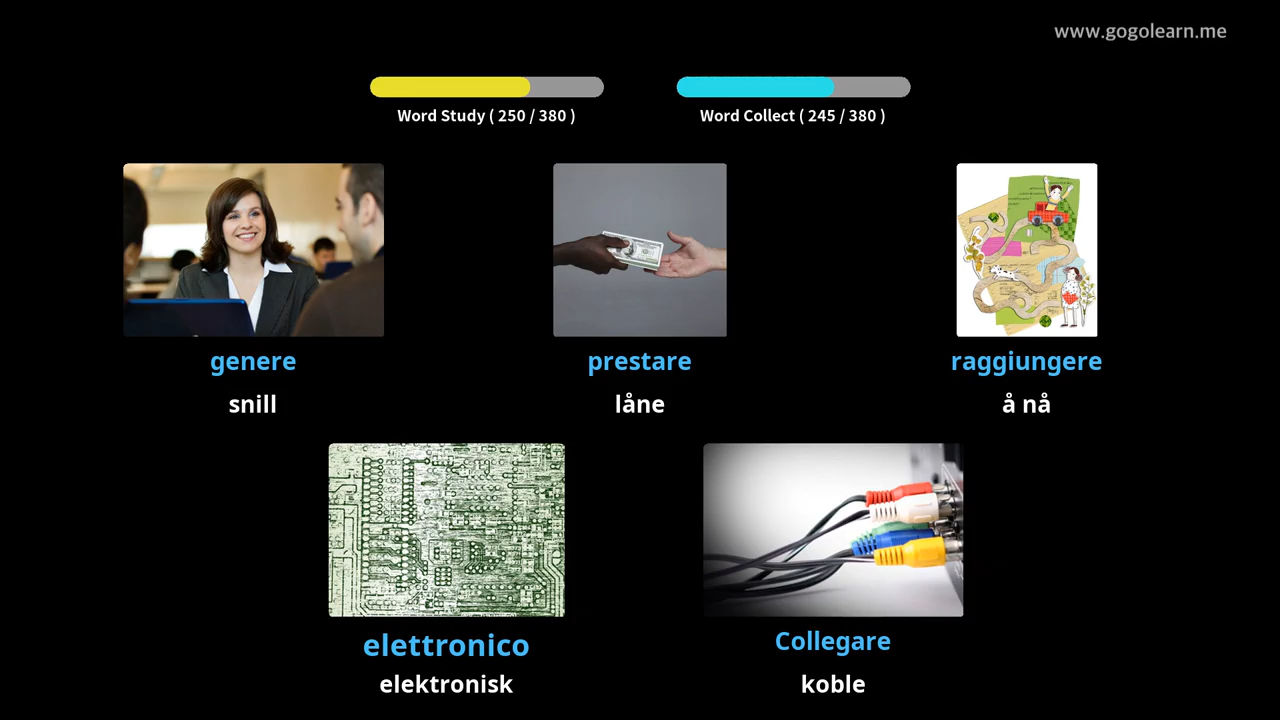 www.gogolearn.me
Word Study ( 250 / 380 )
Word Collect ( 245 / 380 )
genere
prestare
raggiungere
snill
låne
å nå
elettronico
Collegare
elektronisk
koble